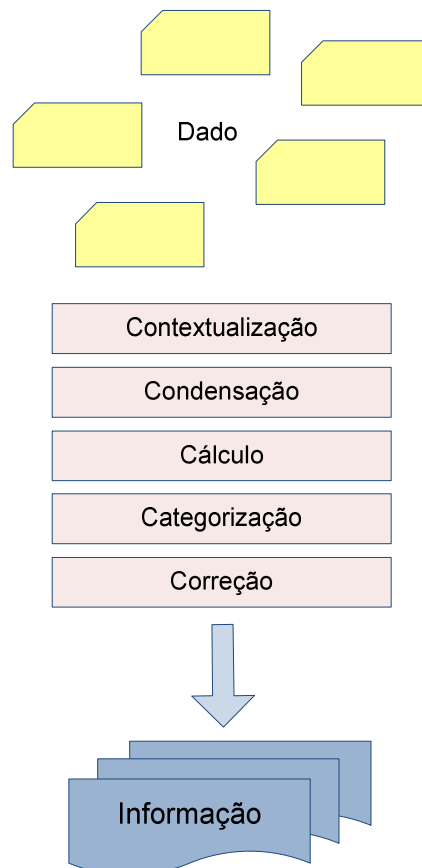 Dado
Contextualização
Condensação
Cálculo
Categorização
Correção
Informação